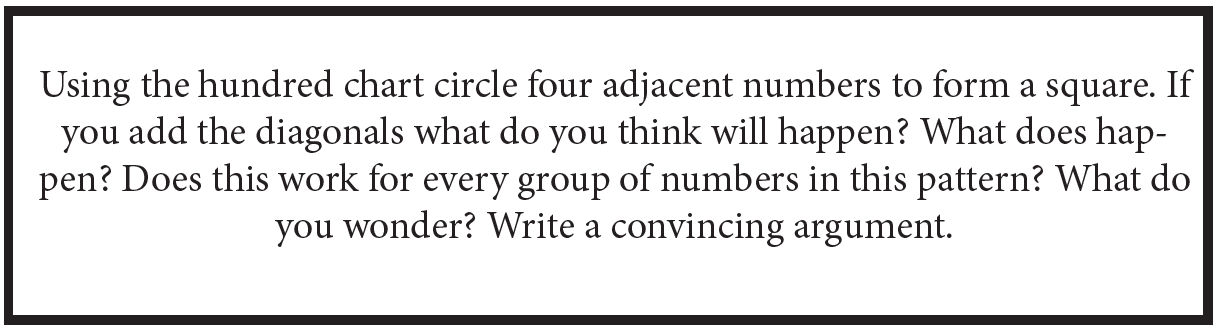 Using the hundred chart circle four adjacent numbers to form a square. If
you add the diagonals what do you think will happen? What does hap-
pen? Does this work for every group of numbers in this pattern? What do
you wonder? Write a convincing argument.